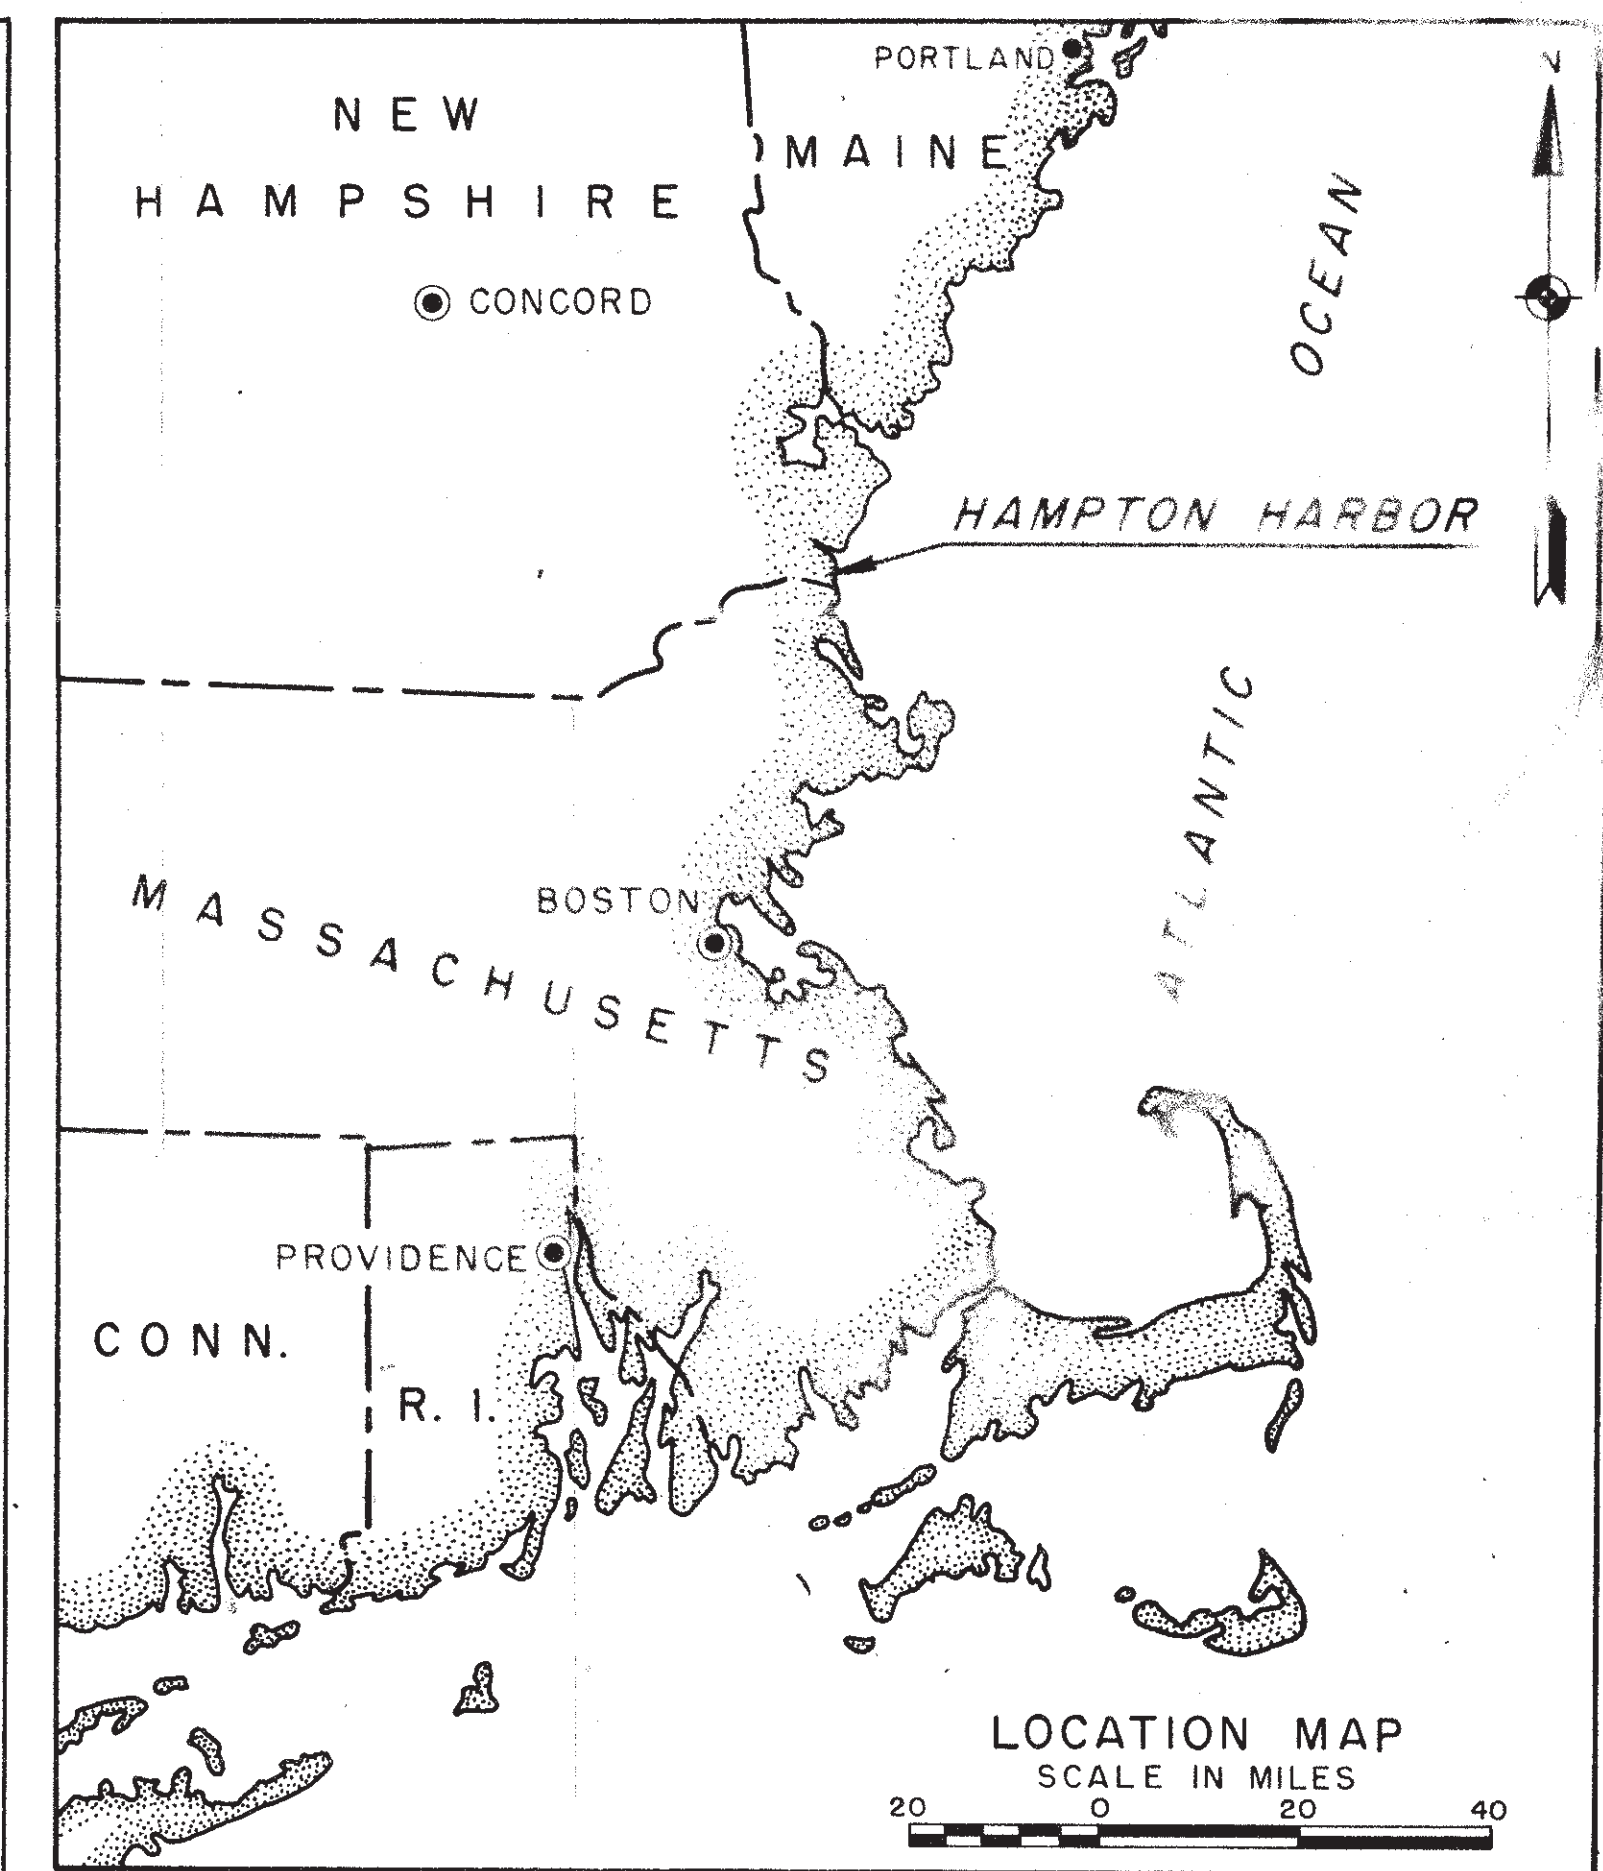 PORTLAND
N
NEW
HAMPSHIRE
MAINE
OCEAN
CONCORD
HAMPTON HARBOR
ATLANTIC
BOSTON
MASSACHUSETTS
PROVIDENCE
CONN.
R. I.
LOCATION MAP
SCALE IN MILES
20 0 20 40